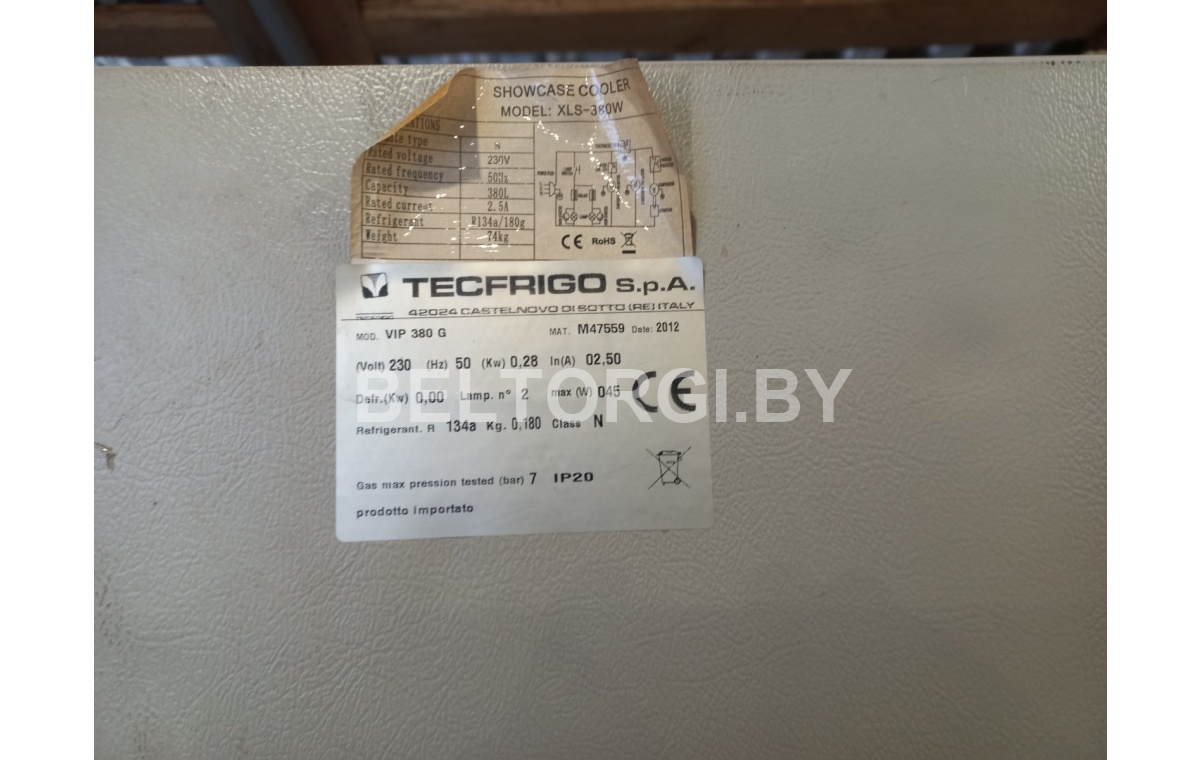 SHOWCASE COOLER
MODEL: XLS-380W
Rated voltage 230V
Rated frequency 50Hz
Capacity 380L
Rated current 2.5A
Refrigerant R134a/180g
Weight 74kg
CE RoHS
TECFRIGO S.p.A.
42024 CASTELNOVO DI SOTTO (RE) ITALY
MOD. VIP 380 G MAT. M47559 Date: 2012
(Volt) 230 (Hz) 50 (Kw) 0,28 In(A) 02,50
Defr.(Kw) 0,00 Lamp. n° 2 max (W) 045 CE
BELTORGI.BY
Refrigerant. R 134a Kg. 0,180 Class N
Gas max pression tested (bar) 7 IP20
prodotto importato